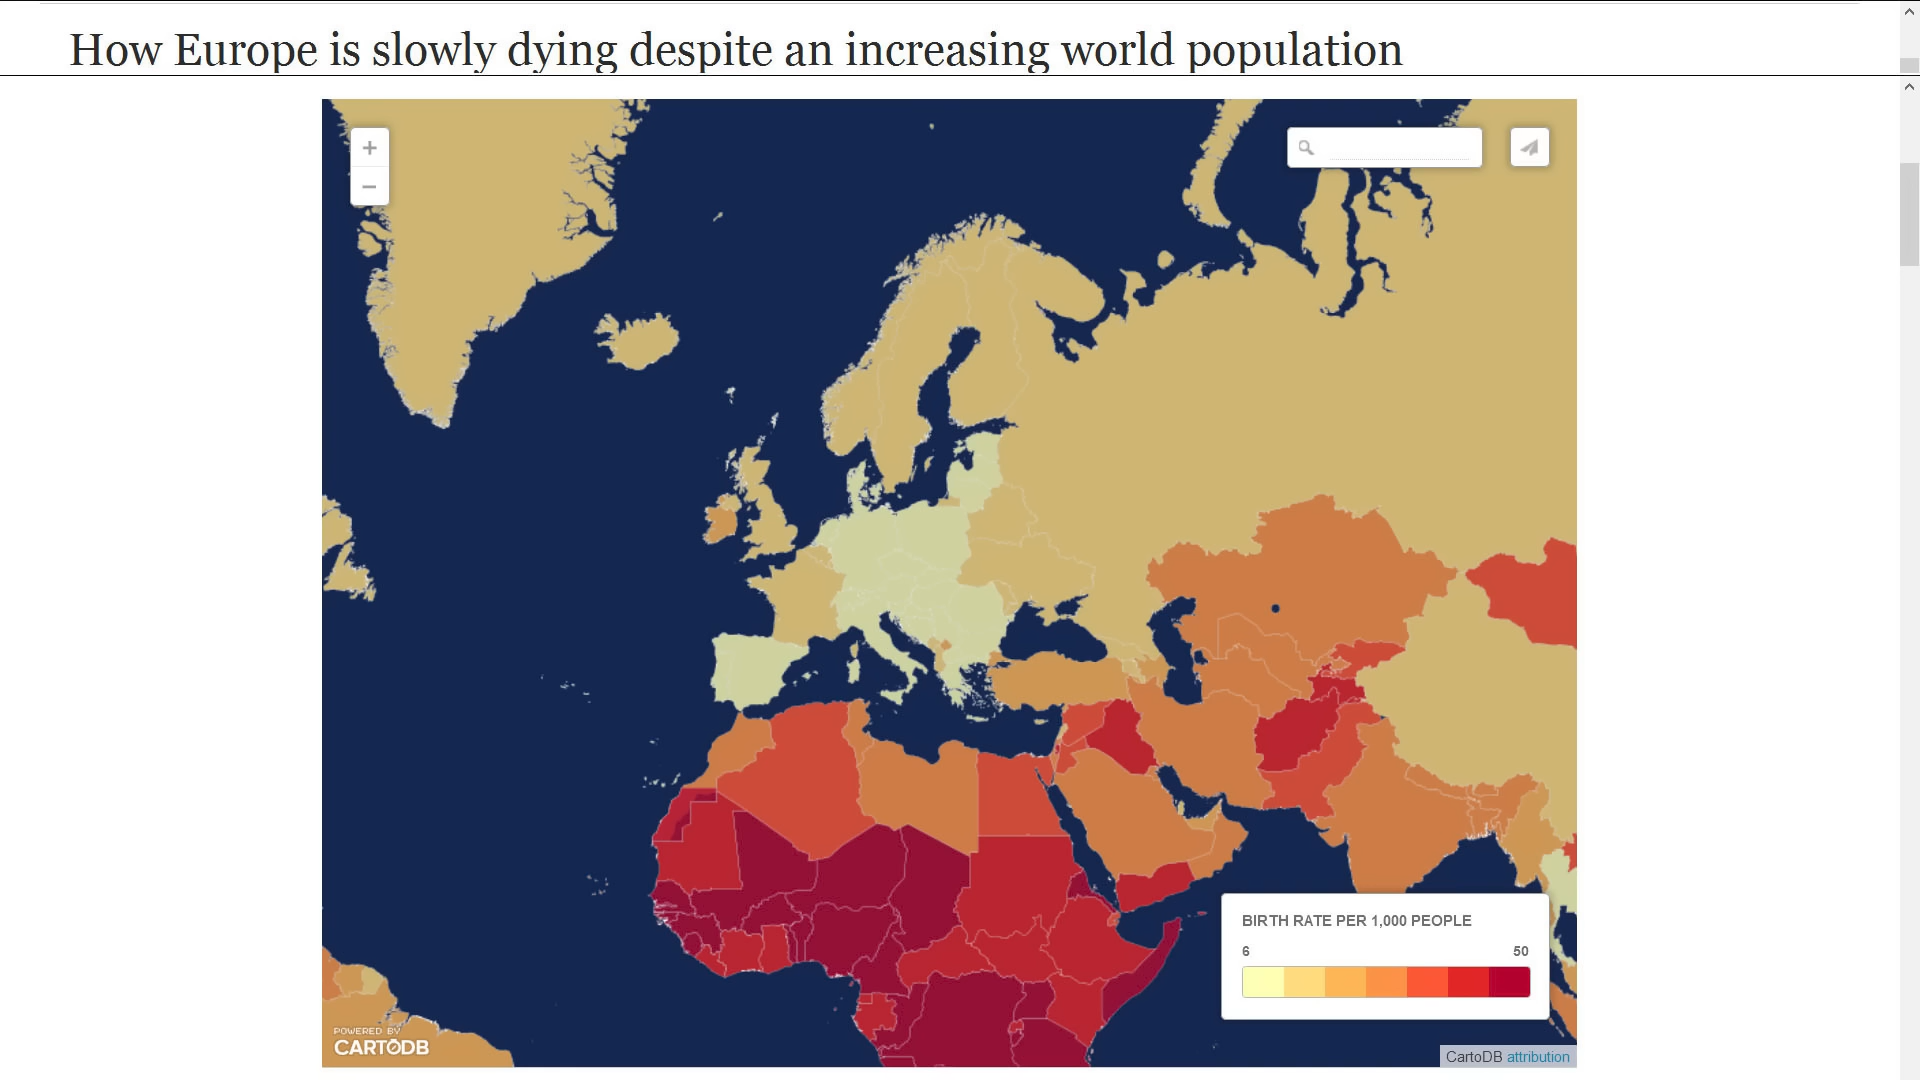 How Europe is slowly dying despite an increasing world population
+
−
BIRTH RATE PER 1,000 PEOPLE
6 50
POWERED BY
CARTODB
CartoDB attribution